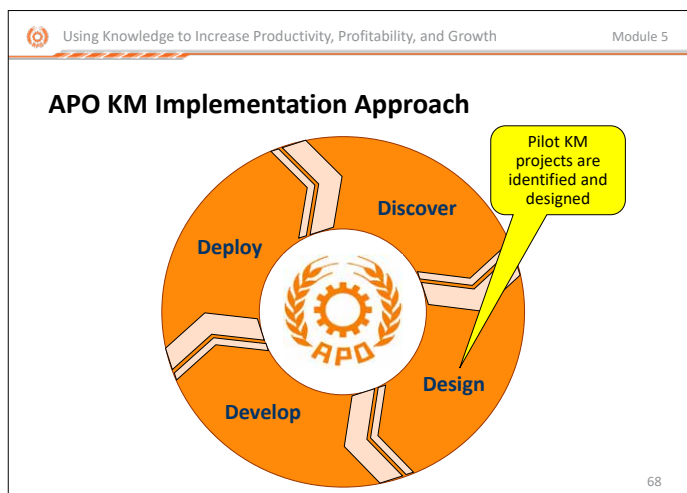 Using Knowledge to Increase Productivity, Profitability, and Growth
Module 5
APO KM Implementation Approach
Pilot KM
projects are
identified and
designed
Discover
Deploy
APO
Design
Develop
68